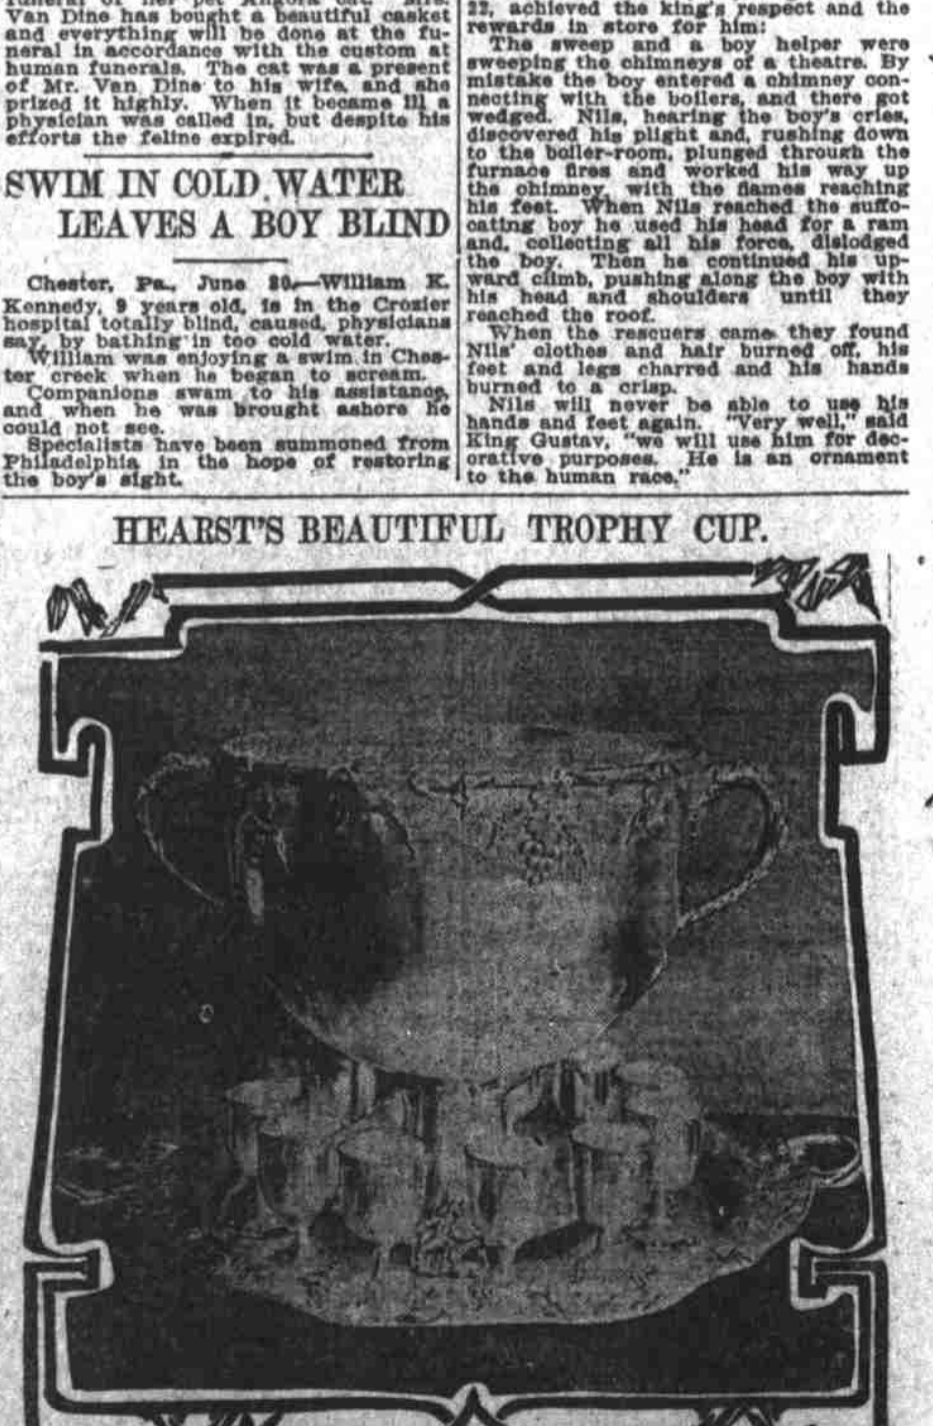 Van Dine has bought a beautiful casket
and everything will be done at the fu-
neral in accordance with the custom at
human funerals. The cat was a present
of Mr. Van Dine to his wife, and she
prized it highly. When it became ill a
physician was called in, but despite his
efforts the feline expired.
SWIM IN COLD WATER
LEAVES A BOY BLIND
Chester, Pa., June —William K.
Kennedy, 9 years old, is in the Crozier
hospital totally blind, caused, physicians
say, by bathing in too cold water.
William was enjoying a swim in Ches-
ter creek when he began to scream.
Companions swam to his assistance,
and when he was brought ashore he
could not see.
Specialists have been summoned from
Philadelphia in the hope of restoring
the boy's sight.
22, achieved the king's respect and the
rewards in store for him:
The sweep and a boy helper were
sweeping the chimneys of a theatre. By
mistake the boy entered a chimney con-
necting with the boilers, and there got
wedged. Nils, hearing the boy's cries,
discovered his plight and, rushing down
to the boiler-room, plunged through the
furnace fires and worked his way up
the chimney, with the flames reaching
his feet. When Nils reached the suffo-
cating boy he used his head for a ram
and, collecting all his force, dislodged
the boy. Then he continued his up-
ward climb, pushing along the boy with
his head and shoulders until they
reached the roof.
When the rescuers came they found
Nils' clothes and hair burned off, his
feet and legs charred and his hands
burned to a crisp.
Nils will never be able to use his
hands and feet again. "Very well," said
King Gustav, "we will use him for dec-
orative purposes. He is an ornament
to the human race."
HEARST'S BEAUTIFUL TROPHY CUP.